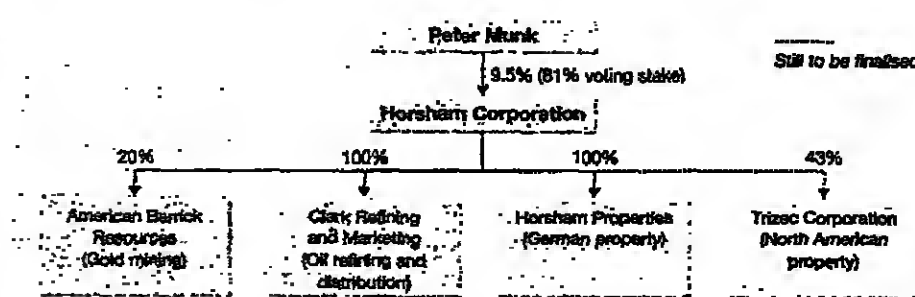 Peter Munk
Still to be finalised
9.5% (81% voting stake)
Horsham Corporation
20%
100%
100%
43%
American Barrick
Resources
(Gold mining)
Clark Refining
and Marketing
(Oil refining and
distribution)
Horsham Properties
(German property)
Trizec Corporation
(North American
property)